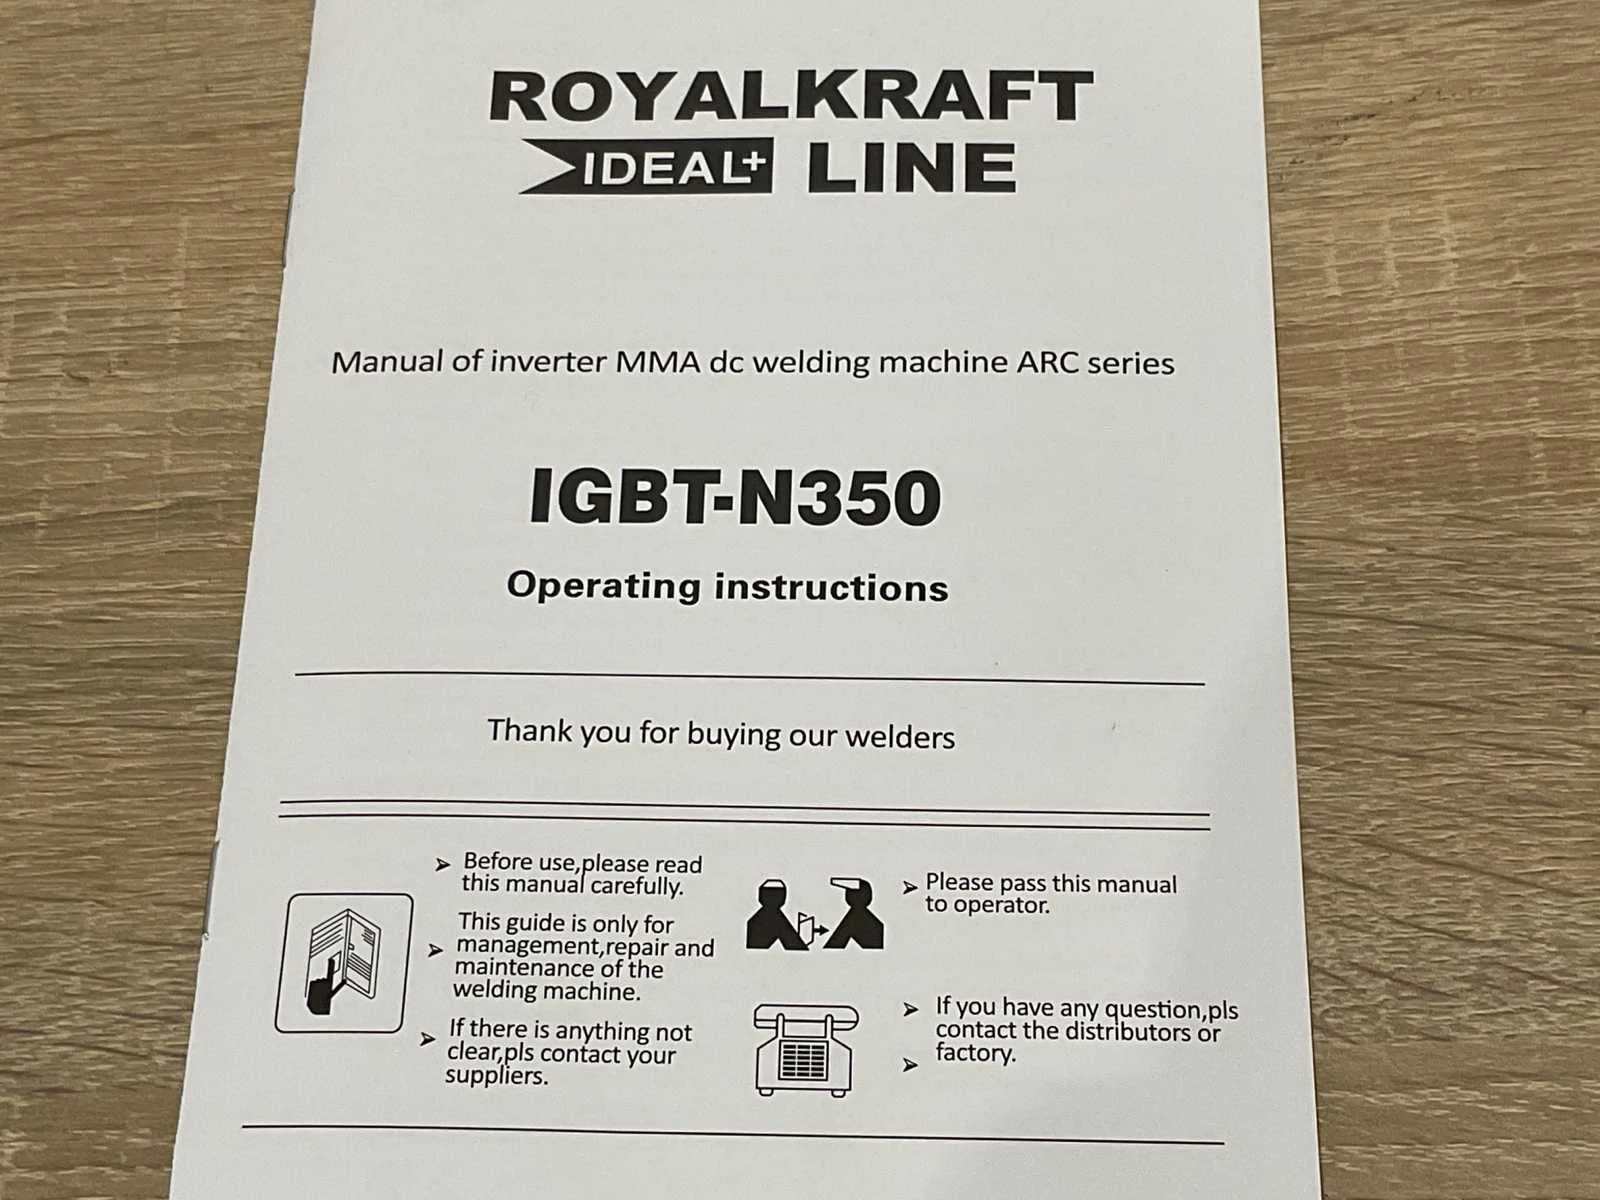 ROYALKRAFT
IDEAL+ LINE
Manual of inverter MMA dc welding machine ARC series
IGBT-N350
Operating instructions
Thank you for buying our welders
➢ Before use,please read
this manual carefully.
This guide is only for
➢ management,repair and
maintenance of the
welding machine.
➢ If there is anything not
clear,pls contact your
suppliers.
➢ Please pass this manual
to operator.
➢ If you have any question,pls
contact the distributors or
➢ factory.